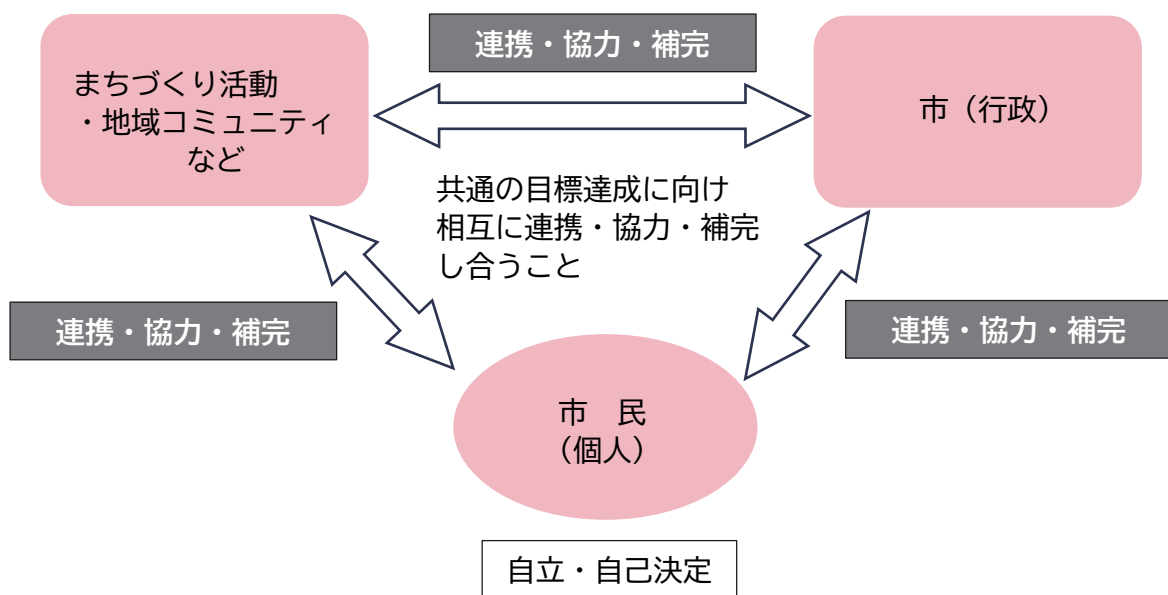 連携・協力・補完
まちづくり活動
・地域コミュニティ
など
市（行政）
共通の目標達成に向け
相互に連携・協力・補完
し合うこと
連携・協力・補完
連携・協力・補完
市　民
（個人）
自立・自己決定